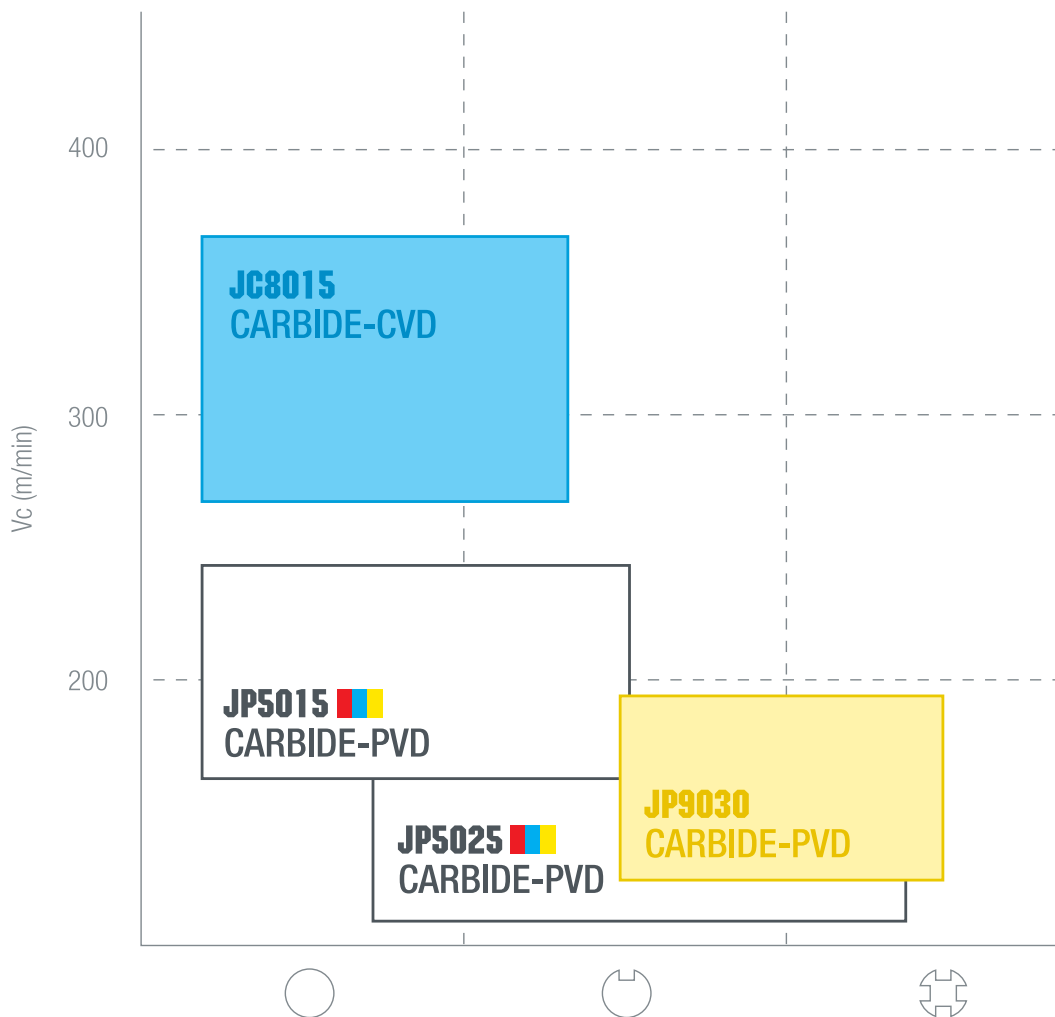 400
JC8015
CARBIDE-CVD
300
Vc (m/min)
200
JP5015
CARBIDE-PVD
JP9030
CARBIDE-PVD
JP5025
CARBIDE-PVD